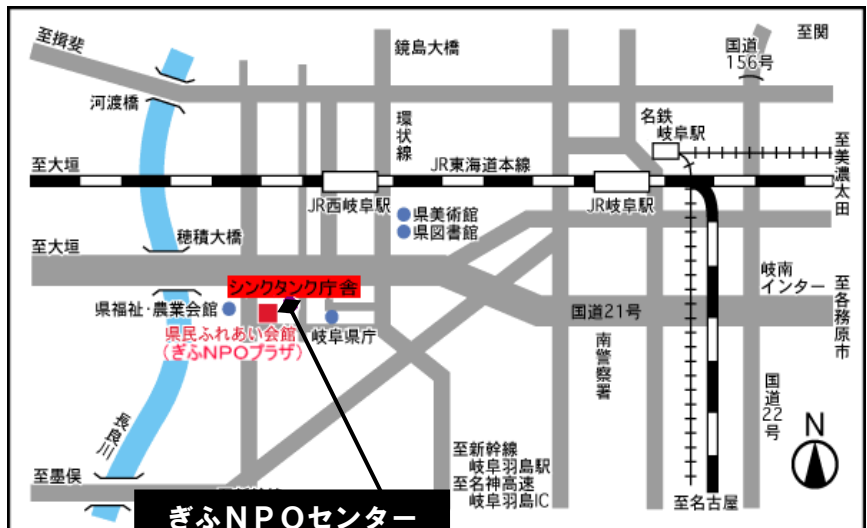 至揖斐
鏡島大橋
国道
156号
至関
河渡橋
環状線
名鉄
岐阜駅
至美濃太田
至大垣
JR東海道本線
JR西岐阜駅
JR岐阜駅
県美術館
県図書館
穂積大橋
至大垣
岐南
インター
シンクタンク庁舎
県福祉・農業会館
県民ふれあい会館
(ぎふNPOプラザ)
岐阜県庁
国道21号
至各務原市
南警察署
国道22号
長良川
N
至新幹線
岐阜羽島駅
至名神高速
岐阜羽島IC
至墨俣
至名古屋
ぎふNPOセンター